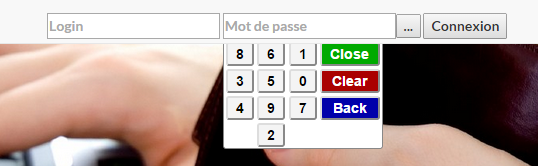 Login Mot de passe ... Connexion
8 6 1 Close
3 5 0 Clear
4 9 7 Back
2